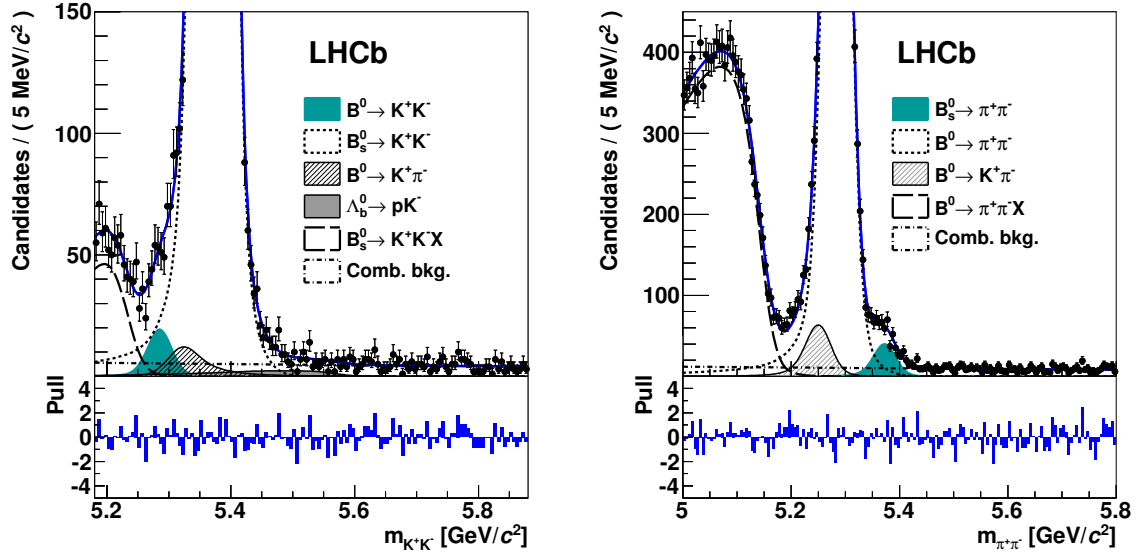 Candidates / ( 5 MeV/c² )
150
100
50
LHCb
B⁰→ K⁺K⁻
B⁰ₛ→ K⁺K⁻
B⁰→ K⁺π⁻
Λ⁰_b→ pK⁻
B⁰ₛ→ K⁺K⁻X
Comb. bkg.
Pull
4
2
0
-2
-4
5.2
5.4
5.6
5.8
m_K⁺K⁻ [GeV/c²]
Candidates / ( 5 MeV/c² )
400
300
200
100
LHCb
B⁰ₛ→ π⁺π⁻
B⁰→ π⁺π⁻
B⁰→ K⁺π⁻
B⁰→ π⁺π⁻X
Comb. bkg.
Pull
4
2
0
-2
-4
5
5.2
5.4
5.6
5.8
m_π⁺π⁻ [GeV/c²]